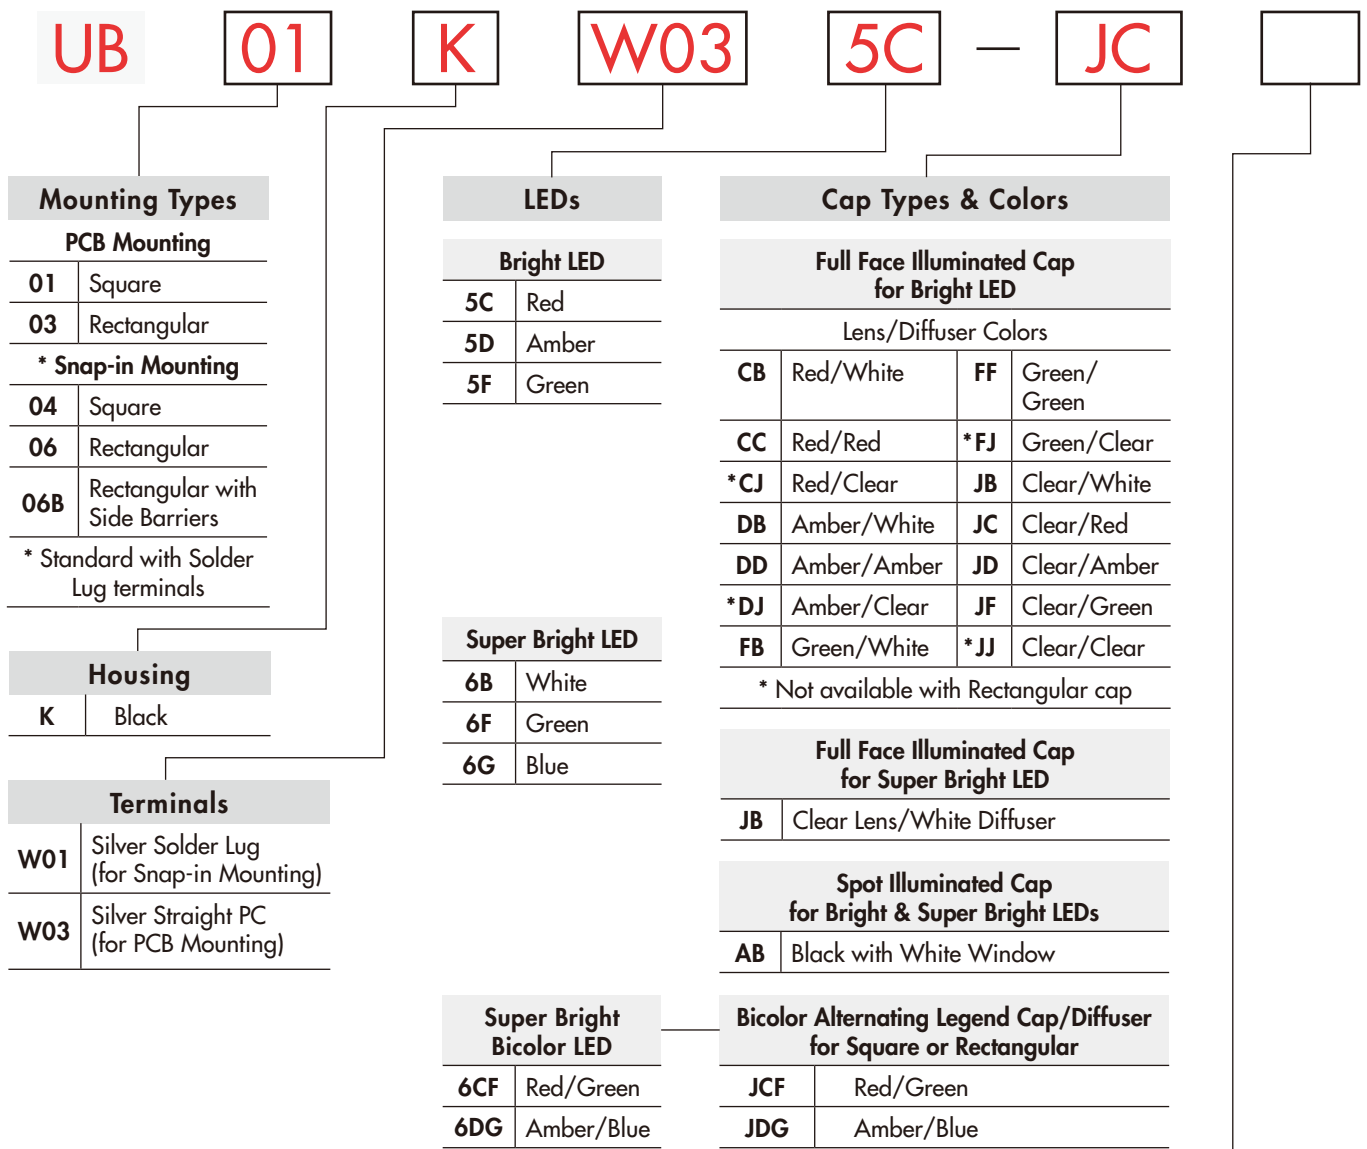 UB 01 K W03 5C — JC
Mounting Types
PCB Mounting
01 Square
03 Rectangular
* Snap-in Mounting
04 Square
06 Rectangular
06B Rectangular with
Side Barriers
* Standard with Solder
Lug terminals
Housing
K Black
Terminals
W01 Silver Solder Lug
(for Snap-in Mounting)
W03 Silver Straight PC
(for PCB Mounting)
LEDs
Bright LED
5C Red
5D Amber
5F Green
Super Bright LED
6B White
6F Green
6G Blue
Super Bright
Bicolor LED
6CF Red/Green
6DG Amber/Blue
Cap Types & Colors
Full Face Illuminated Cap
for Bright LED
Lens/Diffuser Colors
CB Red/White FF Green/
Green
CC Red/Red *FJ Green/Clear
*CJ Red/Clear JB Clear/White
DB Amber/White JC Clear/Red
DD Amber/Amber JD Clear/Amber
*DJ Amber/Clear JF Clear/Green
FB Green/White *JJ Clear/Clear
* Not available with Rectangular cap
Full Face Illuminated Cap
for Super Bright LED
JB Clear Lens/White Diffuser
Spot Illuminated Cap
for Bright & Super Bright LEDs
AB Black with White Window
Bicolor Alternating Legend Cap/Diffuser
for Square or Rectangular
JCF Red/Green
JDG Amber/Blue